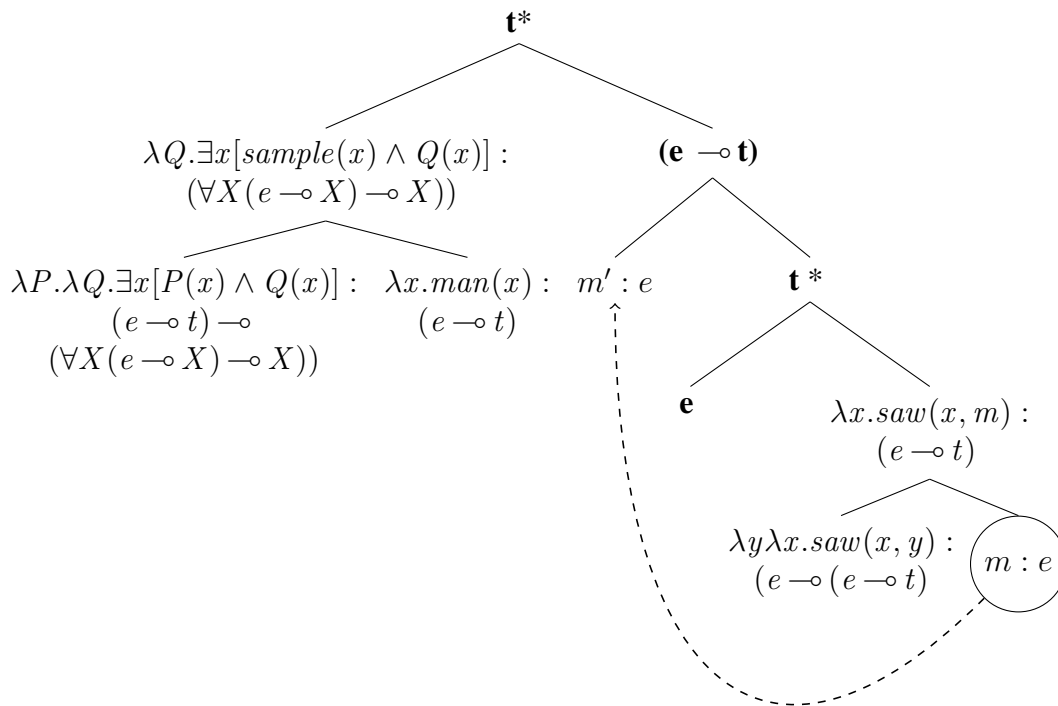 t*
λQ.∃x[sample(x) ∧ Q(x)] :
(∀X(e ⊸ X) ⊸ X))
(e ⊸ t)
λP.λQ.∃x[P(x) ∧ Q(x)] :
(e ⊸ t) ⊸
(∀X(e ⊸ X) ⊸ X))
λx.man(x) :
(e ⊸ t)
m′ : e
t *
e
λx.saw(x, m) :
(e ⊸ t)
λyλx.saw(x, y) :
(e ⊸ (e ⊸ t)
m : e